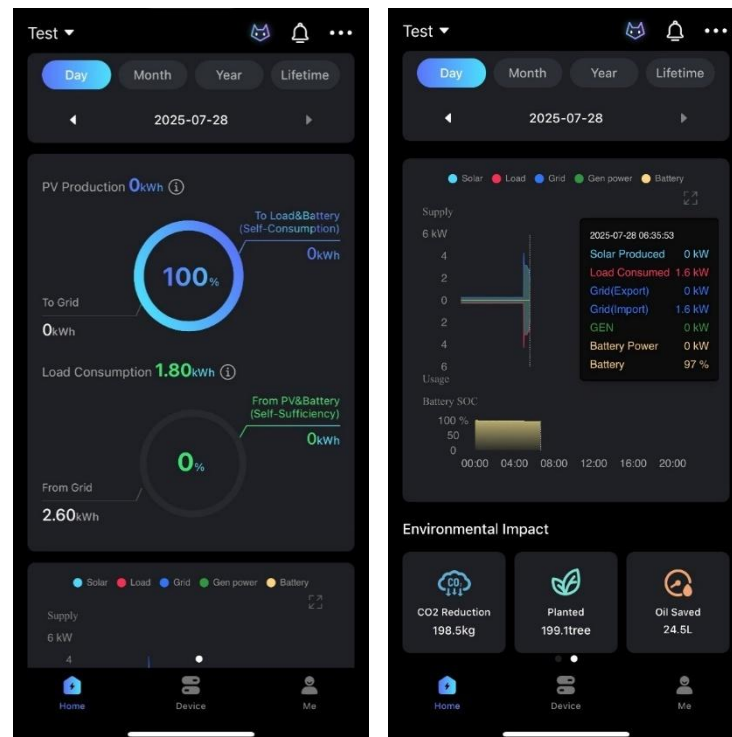 Test
Day Month Year Lifetime
2025-07-28
PV Production 0kWh
To Load&Battery
(Self-Consumption)
0kWh
100%
To Grid
0kWh
Load Consumption 1.80kWh
From PV&Battery
(Self-Sufficiency)
0kWh
0%
From Grid
2.60kWh
Solar Load Grid Gen power Battery
Supply
6 kW
4
Home Device Me
Test
Day Month Year Lifetime
2025-07-28
Solar Load Grid Gen power Battery
Supply
6 kW
4
2
0
2
4
6
Usage
2025-07-28 06:35:53
Solar Produced 0 kW
Load Consumed 1.6 kW
Grid(Export) 0 kW
Grid(Import) 1.6 kW
GEN 0 kW
Battery Power 0 kW
Battery 97 %
Battery SOC
100 %
50
0
00:00 04:00 08:00 12:00 16:00 20:00
Environmental Impact
CO2
CO2 Reduction
198.5kg
Planted
199.1tree
Oil Saved
24.5L
Home Device Me